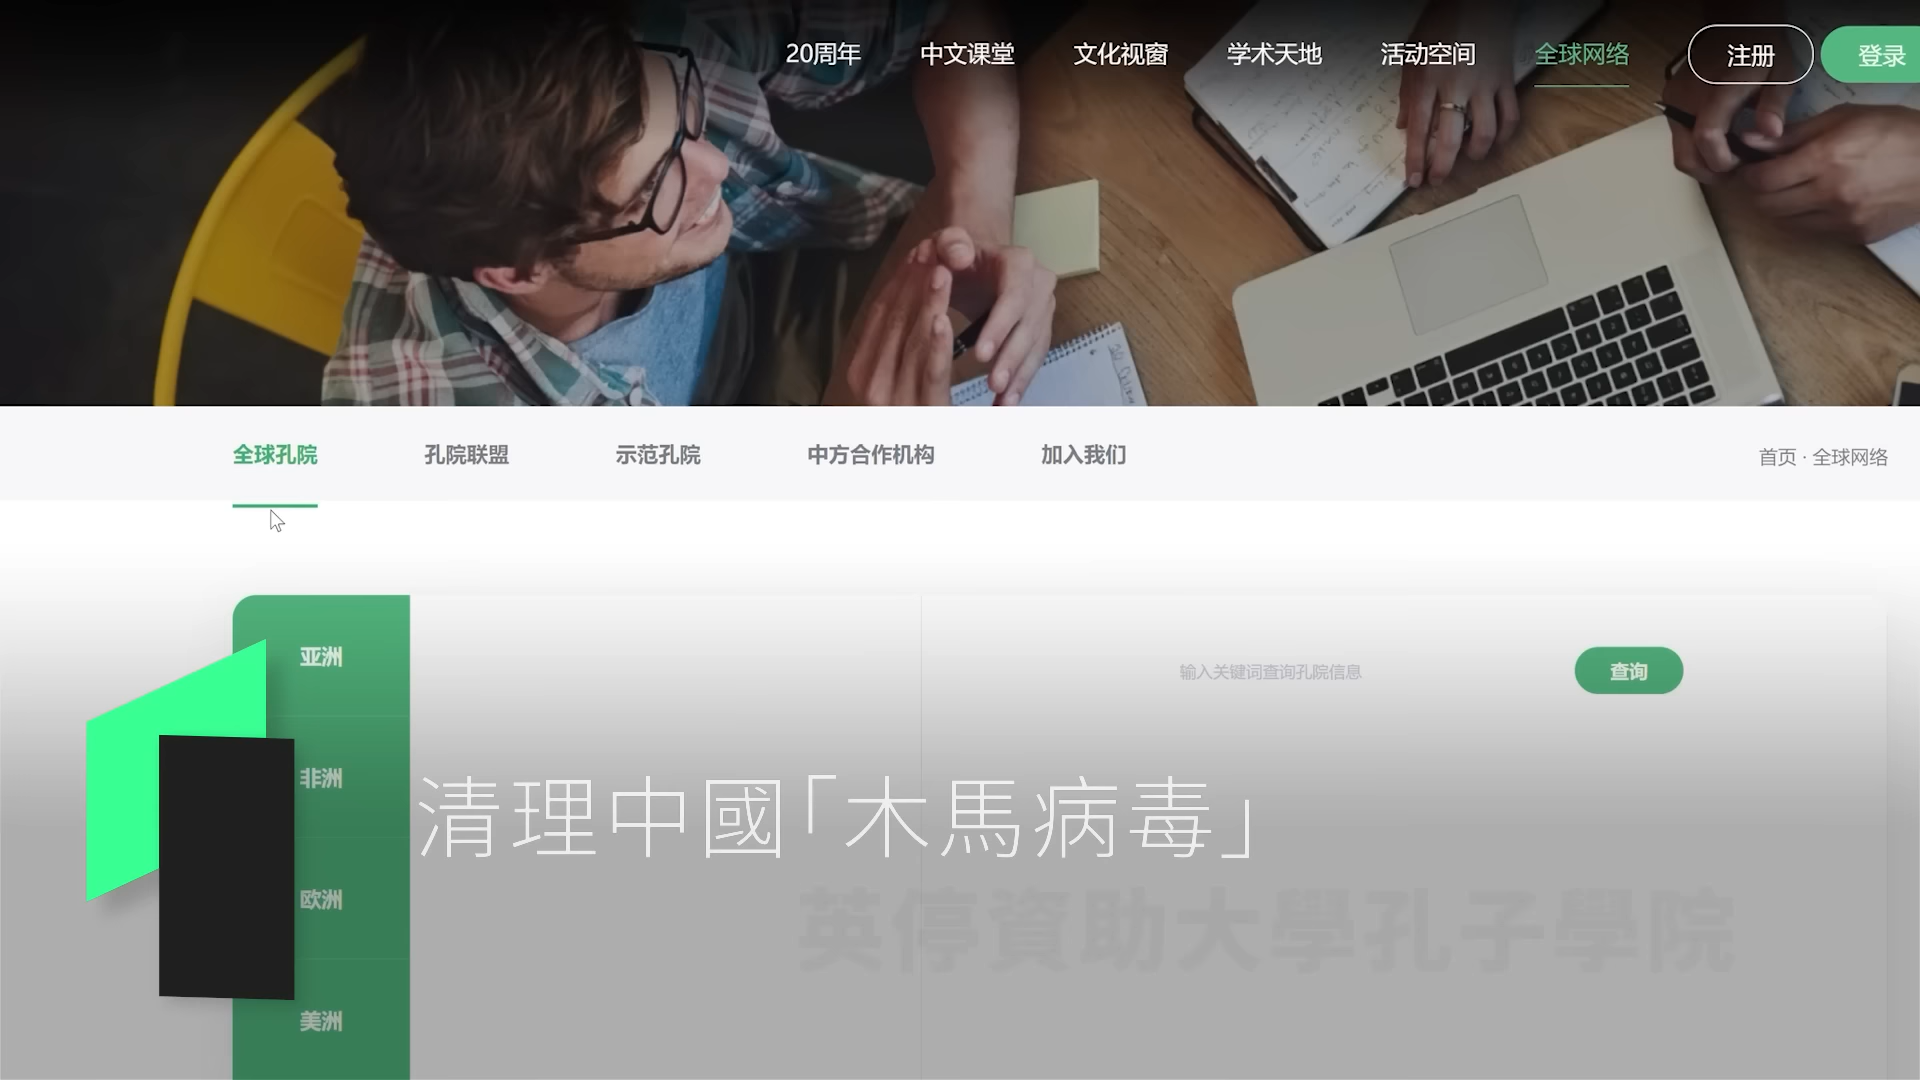 20周年 中文课堂 文化视窗 学术天地 活动空间 全球网络 注册 登录
全球孔院 孔院联盟 示范孔院 中方合作机构 加入我们 首页 · 全球网络
亚洲
输入关键词查询孔院信息 查询
非洲
清理中國「木馬病毒」
欧洲
英停資助大學孔子學院
美洲